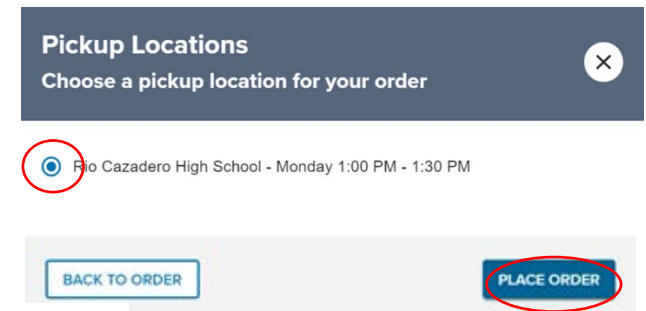 Pickup Locations
Choose a pickup location for your order
Rio Cazadero High School - Monday 1:00 PM - 1:30 PM
BACK TO ORDER
PLACE ORDER